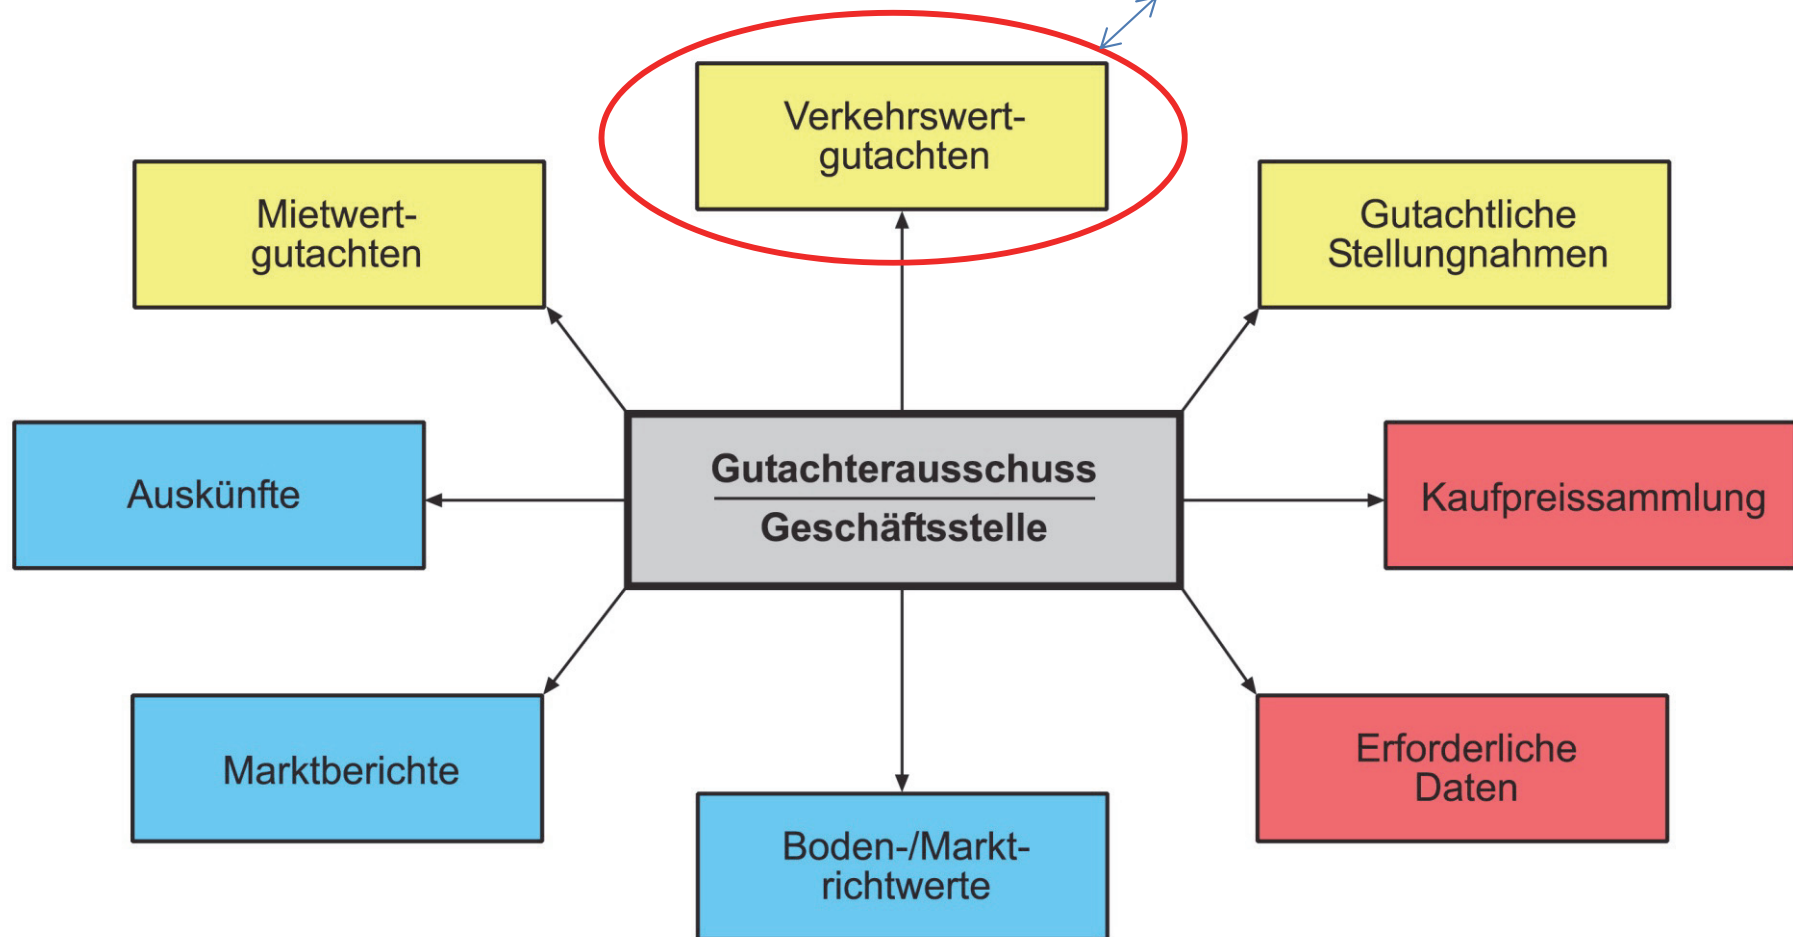 Verkehrswert-
gutachten
Mietwert-
gutachten
Gutachtliche
Stellungnahmen
Auskünfte
Gutachterausschuss
Geschäftsstelle
Kaufpreissammlung
Marktberichte
Erforderliche
Daten
Boden-/Markt-
richtwerte